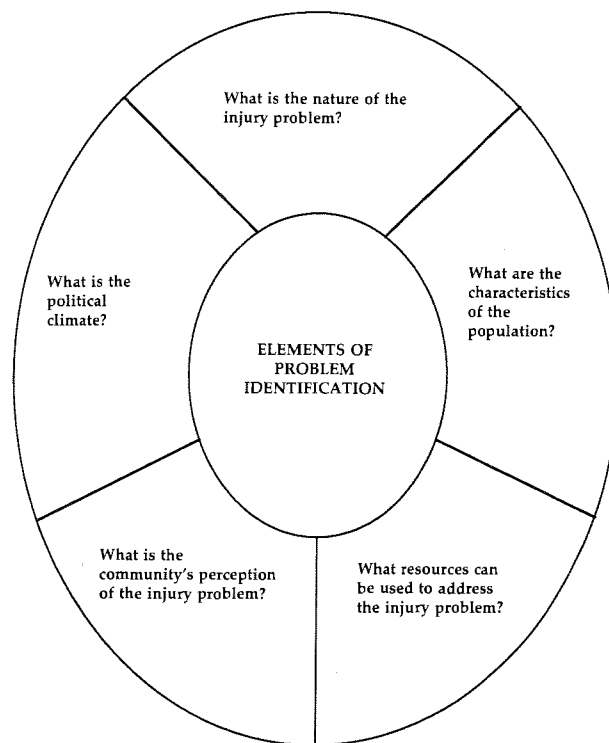 What is the nature of the
injury problem?
What are the
characteristics
of the
population?
What is the
political
climate?
ELEMENTS OF
PROBLEM
IDENTIFICATION
What is the
community's perception
of the injury problem?
What resources can
be used to address
the injury problem?